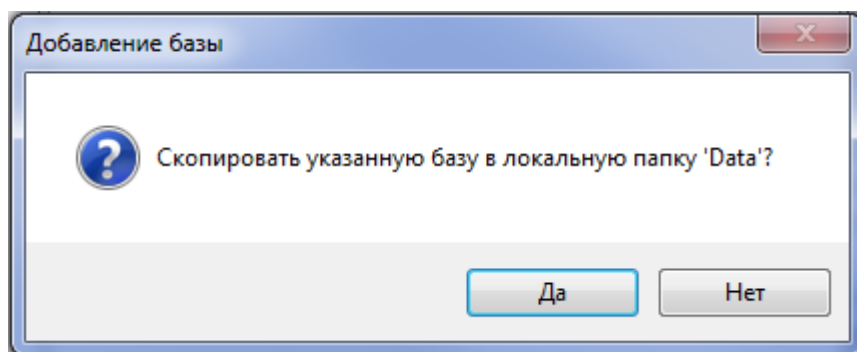 Добавление базы
Скопировать указанную базу в локальную папку 'Data'?
Да
Нет